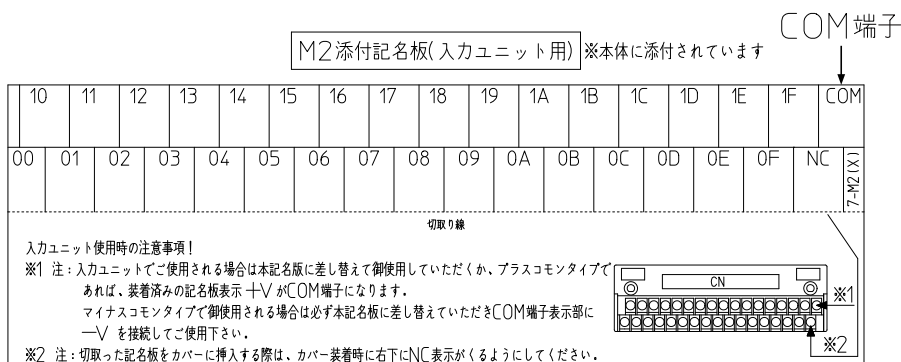 COM端子
M2添付記名板(入力ユニット用) ※本体に添付されています
10 11 12 13 14 15 16 17 18 19 1A 1B 1C 1D 1E 1F COM
00 01 02 03 04 05 06 07 08 09 0A 0B 0C 0D 0E 0F NC 7-M2(X)
切取り線
入力ユニット使用時の注意事項!
※1 注:入力ユニットでご使用される場合は本記名版に差し替えて御使用していただくか、プラスコモンタイプで
あれば、装着済みの記名板表示 +V がCOM端子になります。
マイナスコモンタイプで御使用される場合は必ず本記名板に差し替えていただきCOM端子表示部に
−V を接続してご使用下さい。
※2 注:切取った記名板をカバーに挿入する際は、カバー装着時に右下にNC表示がくるようにしてください。
CN
※1
※2